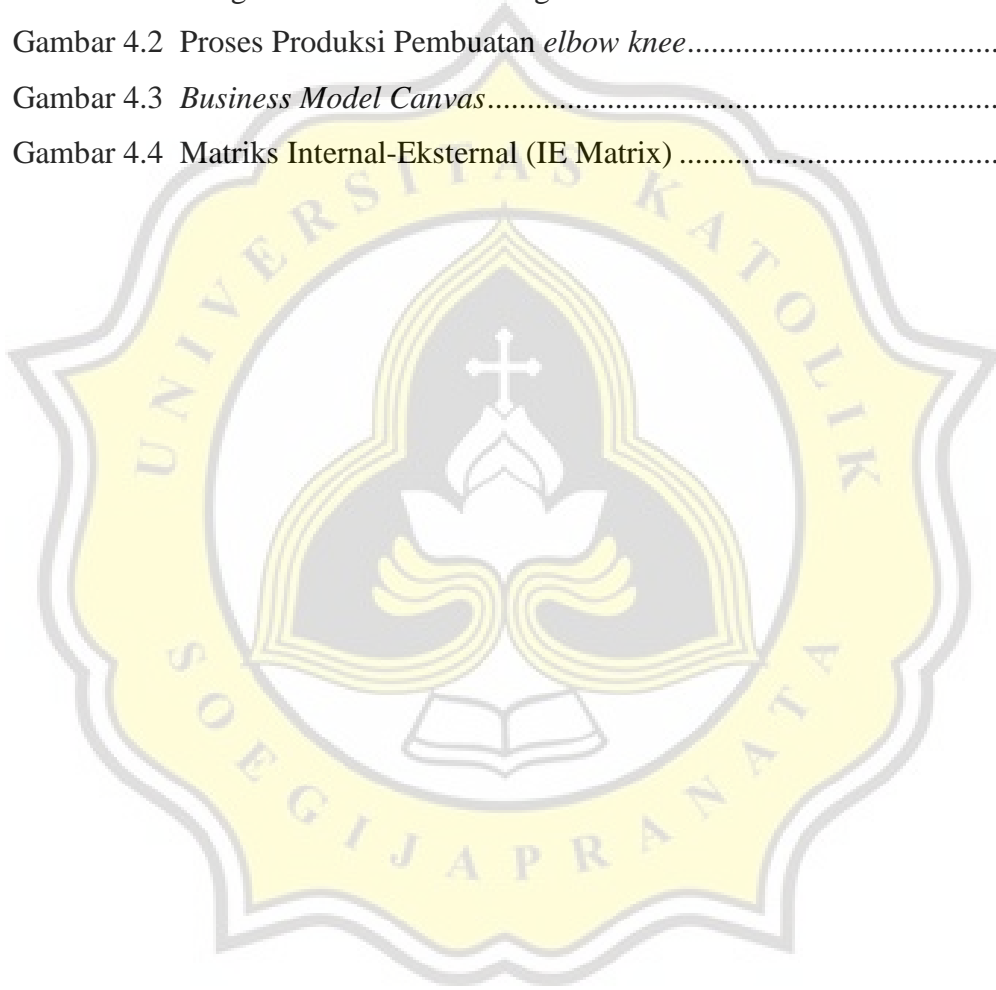 Gambar 4.2 Proses Produksi Pembuatan elbow knee....................................
Gambar 4.3 Business Model Canvas...............................................................
Gambar 4.4 Matriks Internal-Eksternal (IE Matrix) .......................................
UNIVERSITAS KATOLIK
SOEGIJAPRANATA